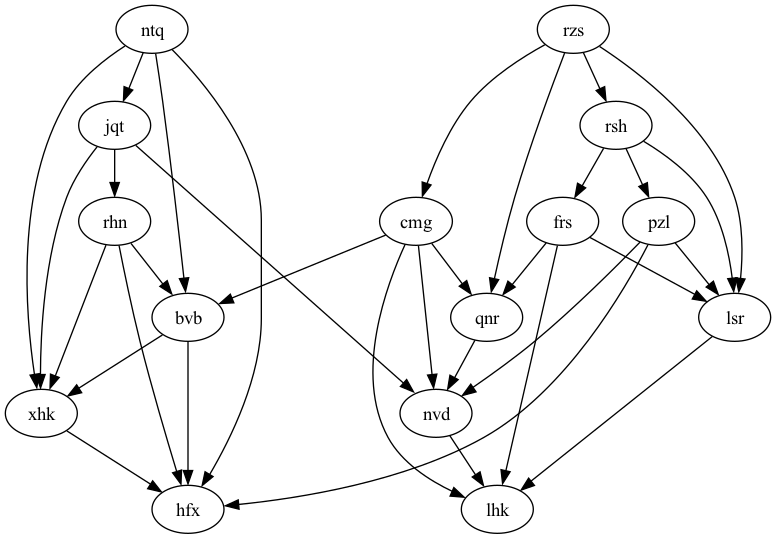 ntq
rzs
jqt
rsh
rhn
cmg
frs
pzl
bvb
qnr
lsr
xhk
nvd
hfx
lhk